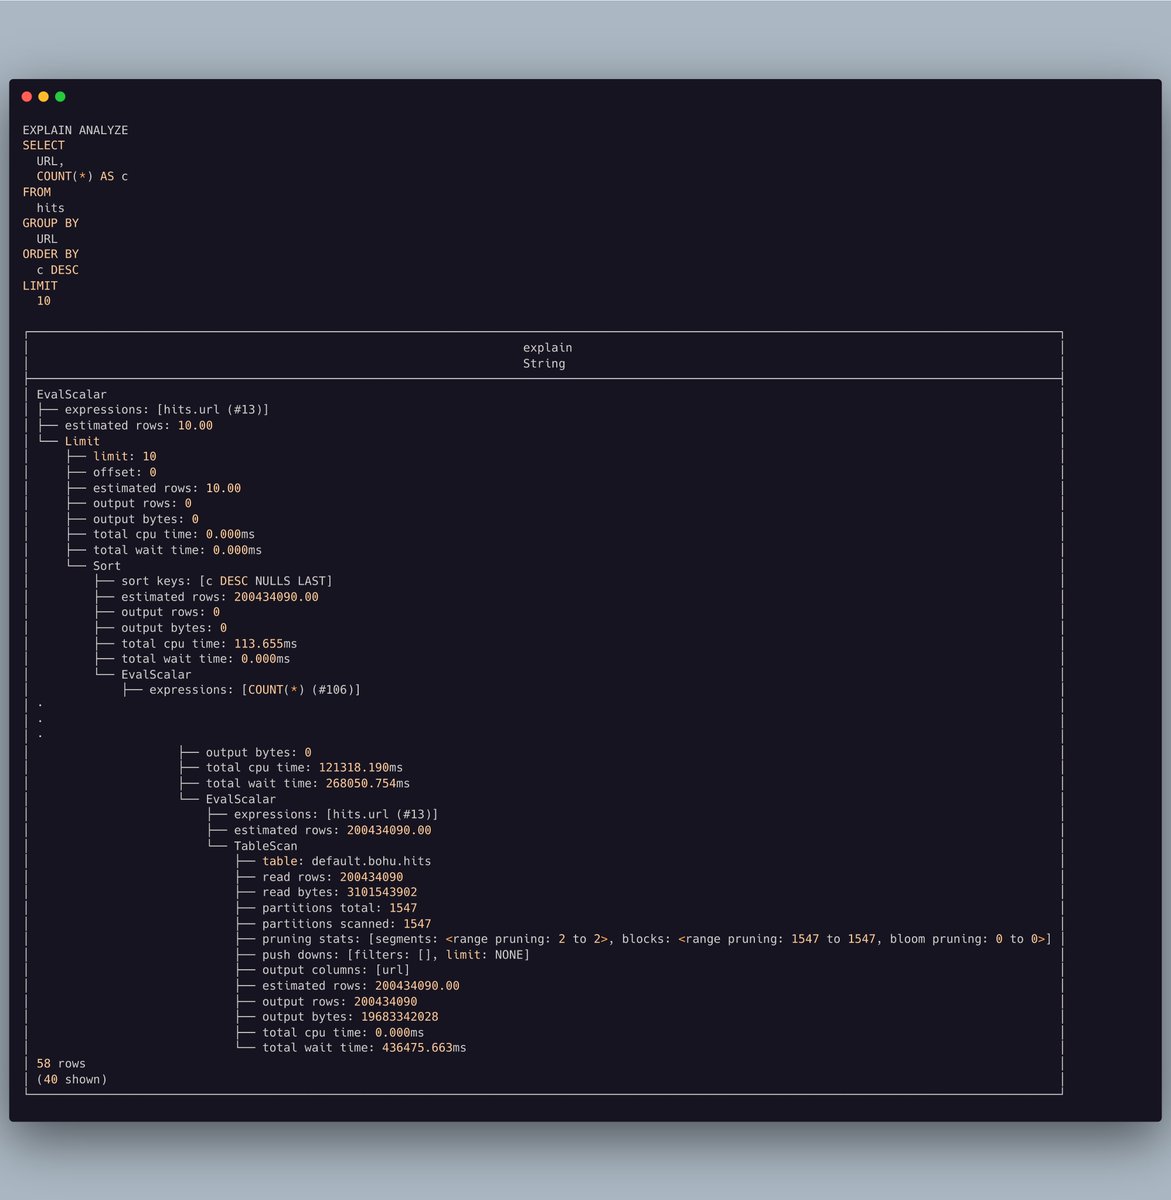 EXPLAIN ANALYZE
SELECT
  URL,
  COUNT(*) AS c
FROM
  hits
GROUP BY
  URL
ORDER BY
  c DESC
LIMIT
  10
explain
String
EvalScalar
├── expressions: [hits.url (#13)]
├── estimated rows: 10.00
└── Limit
    ├── limit: 10
    ├── offset: 0
    ├── estimated rows: 10.00
    ├── output rows: 0
    ├── output bytes: 0
    ├── total cpu time: 0.000ms
    ├── total wait time: 0.000ms
    └── Sort
        ├── sort keys: [c DESC NULLS LAST]
        ├── estimated rows: 200434090.00
        ├── output rows: 0
        ├── output bytes: 0
        ├── total cpu time: 113.655ms
        ├── total wait time: 0.000ms
        └── EvalScalar
            ├── expressions: [COUNT(*) (#106)]
.
.
.
                    ├── output bytes: 0
                    ├── total cpu time: 121318.190ms
                    ├── total wait time: 268050.754ms
                    └── EvalScalar
                        ├── expressions: [hits.url (#13)]
                        ├── estimated rows: 200434090.00
                        └── TableScan
                            ├── table: default.bohu.hits
                            ├── read rows: 200434090
                            ├── read bytes: 3101543902
                            ├── partitions total: 1547
                            ├── partitions scanned: 1547
                            ├── pruning stats: [segments: <range pruning: 2 to 2>, blocks: <range pruning: 1547 to 1547, bloom pruning: 0 to 0>]
                            ├── push downs: [filters: [], limit: NONE]
                            ├── output columns: [url]
                            ├── estimated rows: 200434090.00
                            ├── output rows: 200434090
                            ├── output bytes: 19683342028
                            ├── total cpu time: 0.000ms
                            └── total wait time: 436475.663ms
58 rows
(40 shown)